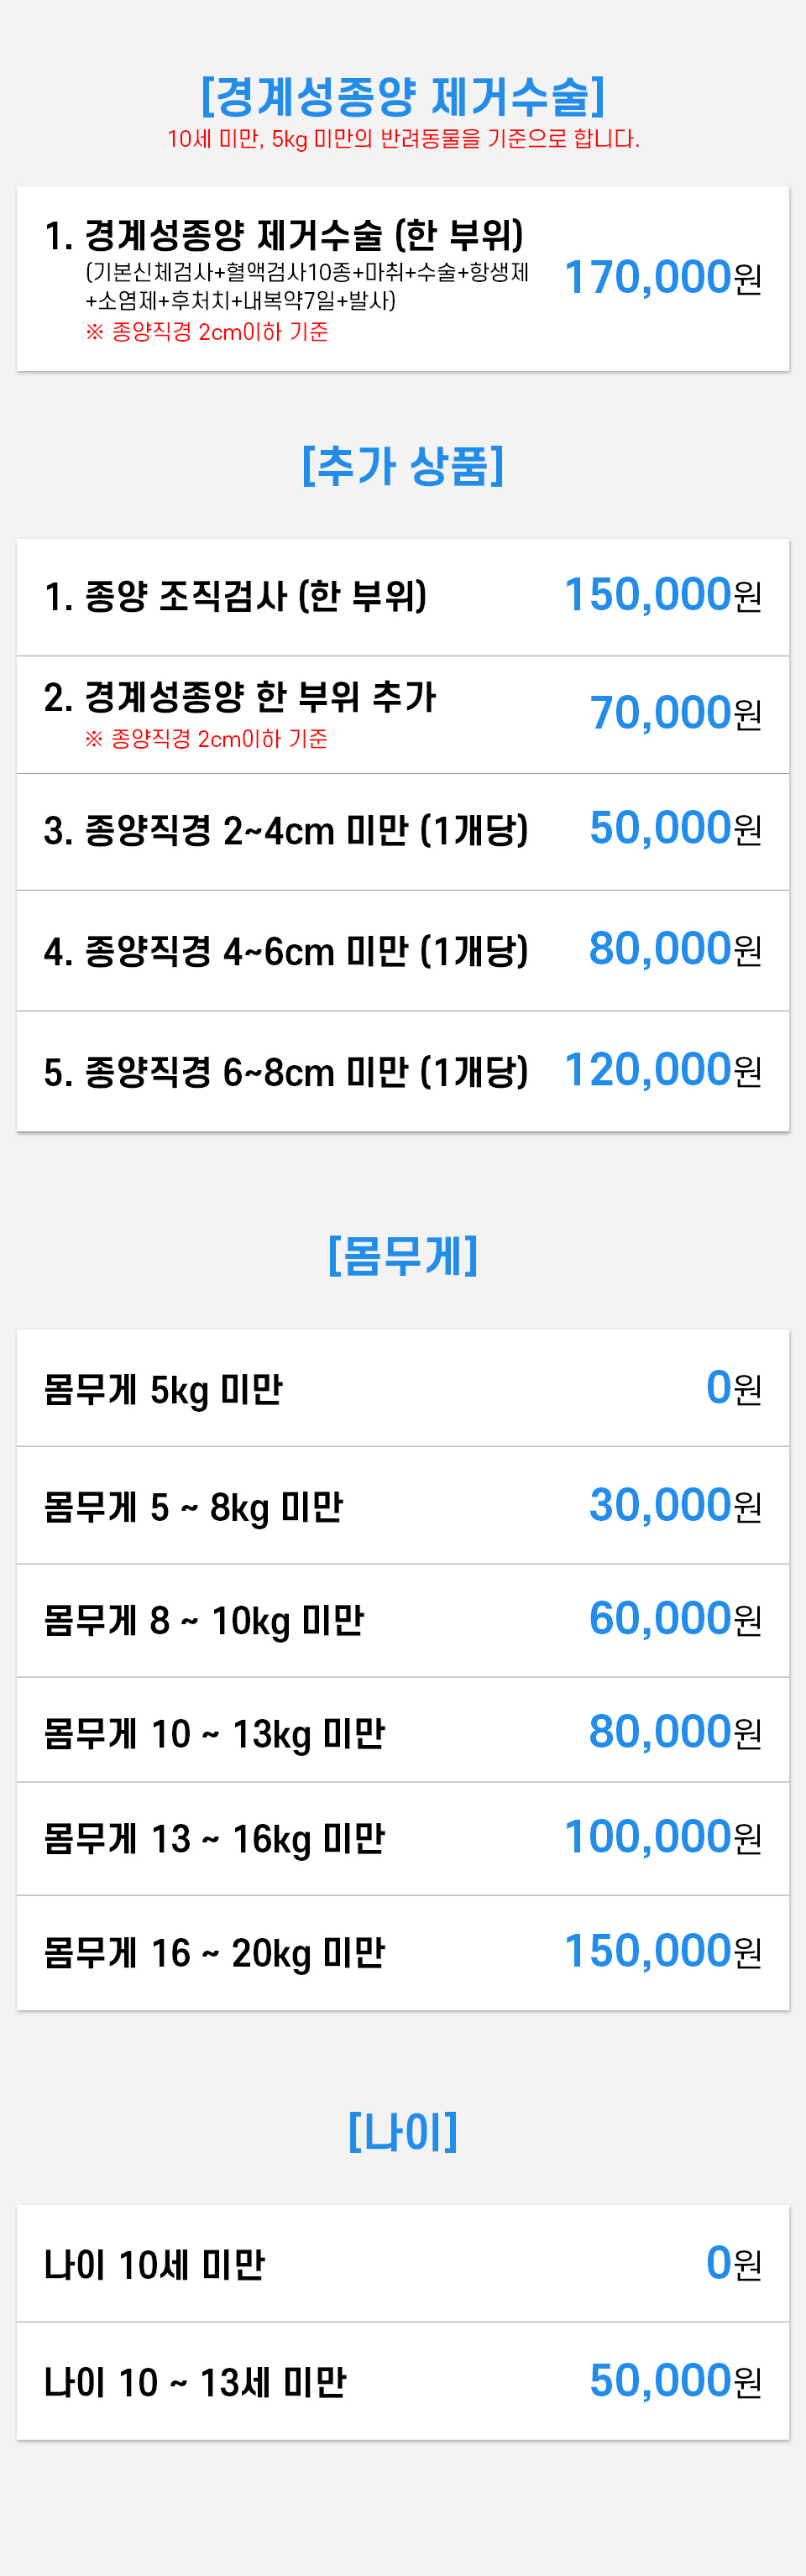 [경계성종양 제거수술]
10세 미만, 5kg 미만의 반려동물을 기준으로 합니다.
1. 경계성종양 제거수술 (한 부위)
(기본신체검사+혈액검사10종+마취+수술+항생제
+소염제+후처치+내복약7일+발사)
※ 종양직경 2cm이하 기준
170,000원
[추가 상품]
1. 종양 조직검사 (한 부위) 150,000원
2. 경계성종양 한 부위 추가
※ 종양직경 2cm이하 기준
70,000원
3. 종양직경 2~4cm 미만 (1개당) 50,000원
4. 종양직경 4~6cm 미만 (1개당) 80,000원
5. 종양직경 6~8cm 미만 (1개당) 120,000원
[몸무게]
몸무게 5kg 미만 0원
몸무게 5 ~ 8kg 미만 30,000원
몸무게 8 ~ 10kg 미만 60,000원
몸무게 10 ~ 13kg 미만 80,000원
몸무게 13 ~ 16kg 미만 100,000원
몸무게 16 ~ 20kg 미만 150,000원
[나이]
나이 10세 미만 0원
나이 10 ~ 13세 미만 50,000원